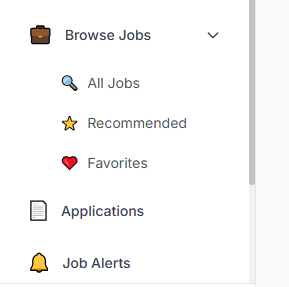 Browse Jobs
All Jobs
Recommended
Favorites
Applications
Job Alerts